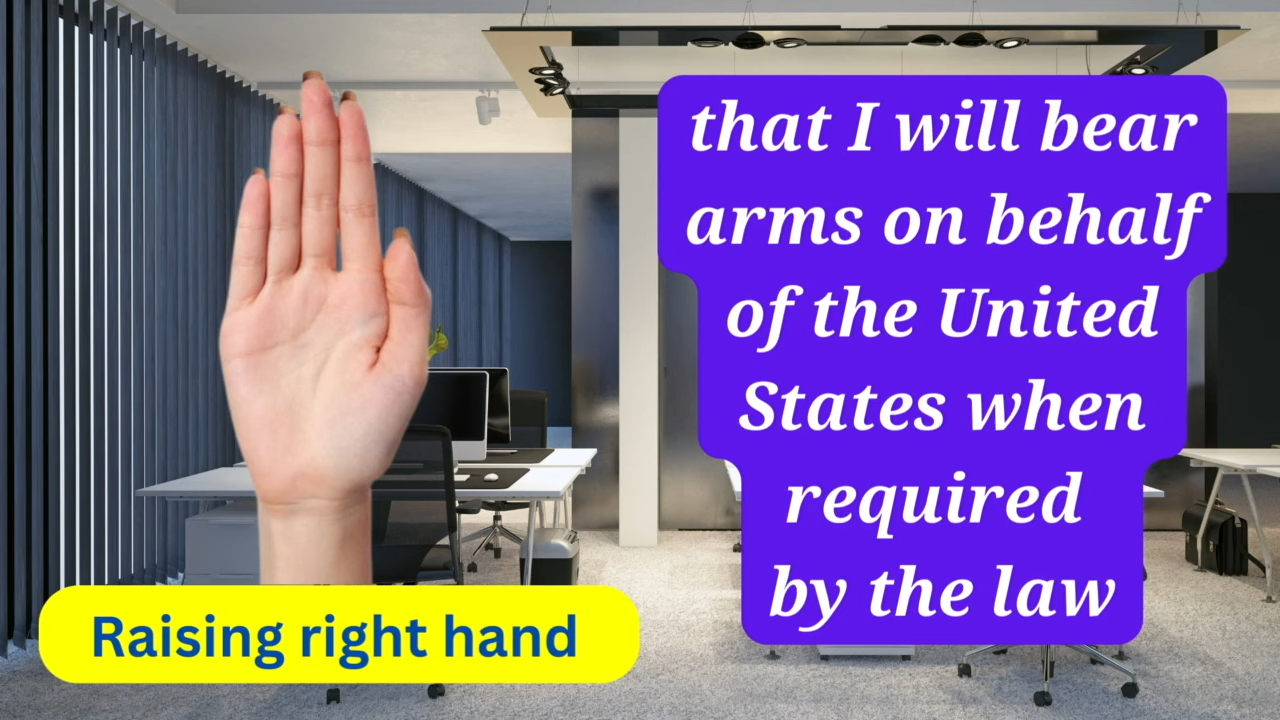 that I will bear
arms on behalf
of the United
States when
required
by the law
Raising right hand